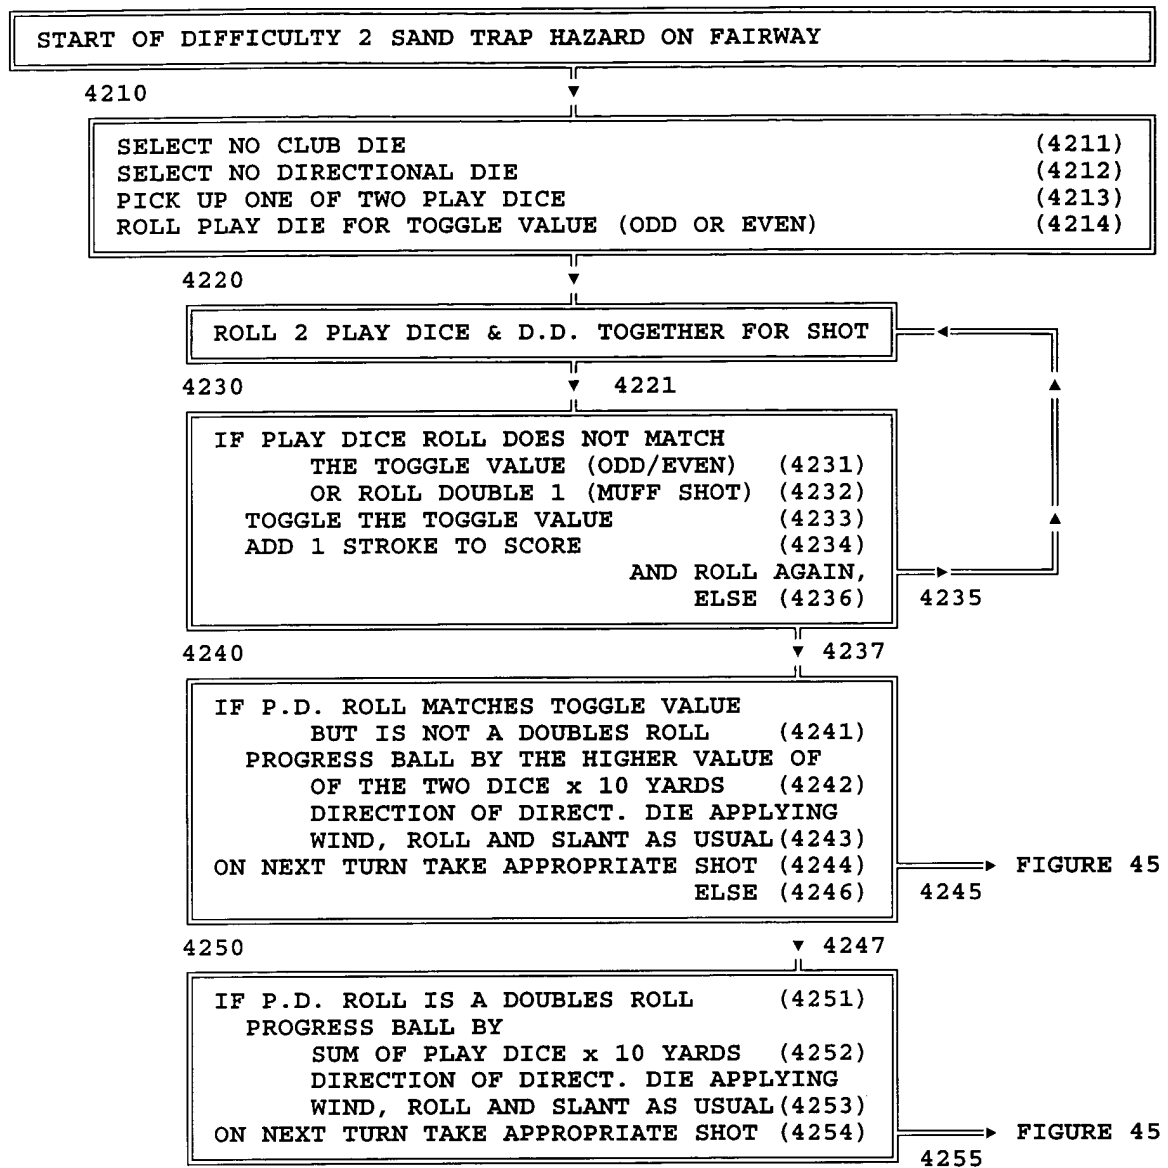 START OF DIFFICULTY 2 SAND TRAP HAZARD ON FAIRWAY
4210
SELECT NO CLUB DIE (4211)
SELECT NO DIRECTIONAL DIE (4212)
PICK UP ONE OF TWO PLAY DICE (4213)
ROLL PLAY DIE FOR TOGGLE VALUE (ODD OR EVEN) (4214)
4220
ROLL 2 PLAY DICE & D.D. TOGETHER FOR SHOT
4230 4221
IF PLAY DICE ROLL DOES NOT MATCH
THE TOGGLE VALUE (ODD/EVEN) (4231)
OR ROLL DOUBLE 1 (MUFF SHOT) (4232)
TOGGLE THE TOGGLE VALUE (4233)
ADD 1 STROKE TO SCORE (4234)
AND ROLL AGAIN,
ELSE (4236) 4235
4240 4237
IF P.D. ROLL MATCHES TOGGLE VALUE
BUT IS NOT A DOUBLES ROLL (4241)
PROGRESS BALL BY THE HIGHER VALUE OF
OF THE TWO DICE x 10 YARDS (4242)
DIRECTION OF DIRECT. DIE APPLYING
WIND, ROLL AND SLANT AS USUAL(4243)
ON NEXT TURN TAKE APPROPRIATE SHOT (4244) FIGURE 45
ELSE (4246) 4245
4250 4247
IF P.D. ROLL IS A DOUBLES ROLL (4251)
PROGRESS BALL BY
SUM OF PLAY DICE x 10 YARDS (4252)
DIRECTION OF DIRECT. DIE APPLYING
WIND, ROLL AND SLANT AS USUAL(4253)
ON NEXT TURN TAKE APPROPRIATE SHOT (4254) FIGURE 45
4255